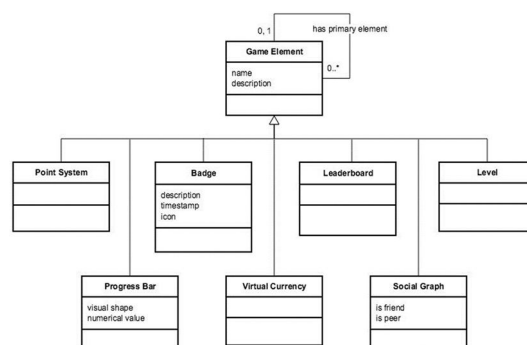 0, 1
has primary element
Game Element
0..*
name
description
Point System
Badge
Leaderboard
Level
description
timestamp
icon
Progress Bar
Virtual Currency
Social Graph
visual shape
numerical value
is friend
is peer